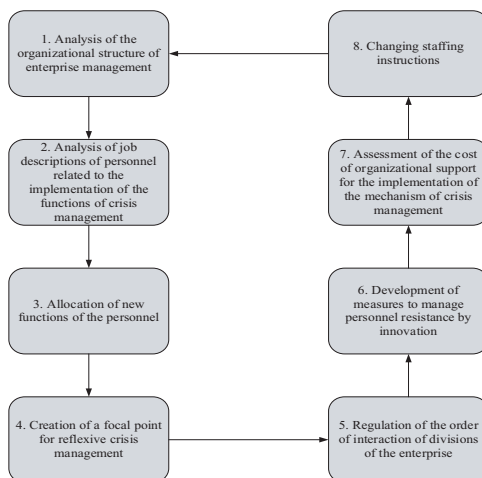 1. Analysis of the
organizational structure of
enterprise management
2. Analysis of job
descriptions of personnel
related to the
implementation of the
functions of crisis
management
3. Allocation of new
functions of the personnel
4. Creation of a focal point
for reflexive crisis
management
5. Regulation of the order
of interaction of divisions
of the enterprise
6. Development of
measures to manage
personnel resistance by
innovation
7. Assessment of the cost
of organizational support
for the implementation of
the mechanism of crisis
management
8. Changing staffing
instructions